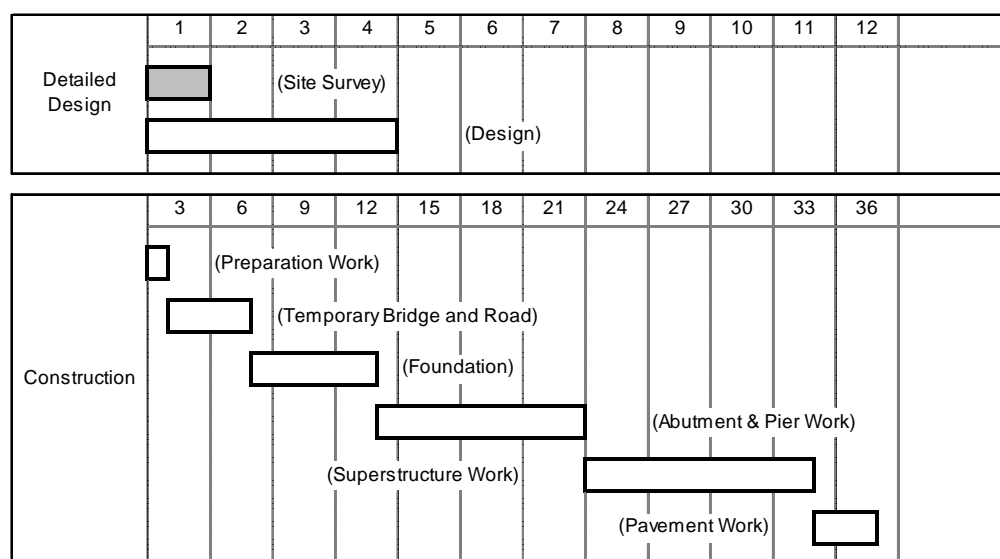 1 2 3 4 5 6 7 8 9 10 11 12
Detailed
Design
(Site Survey)
(Design)
3 6 9 12 15 18 21 24 27 30 33 36
(Preparation Work)
(Temporary Bridge and Road)
(Foundation)
Construction
(Abutment & Pier Work)
(Superstructure Work)
(Pavement Work)